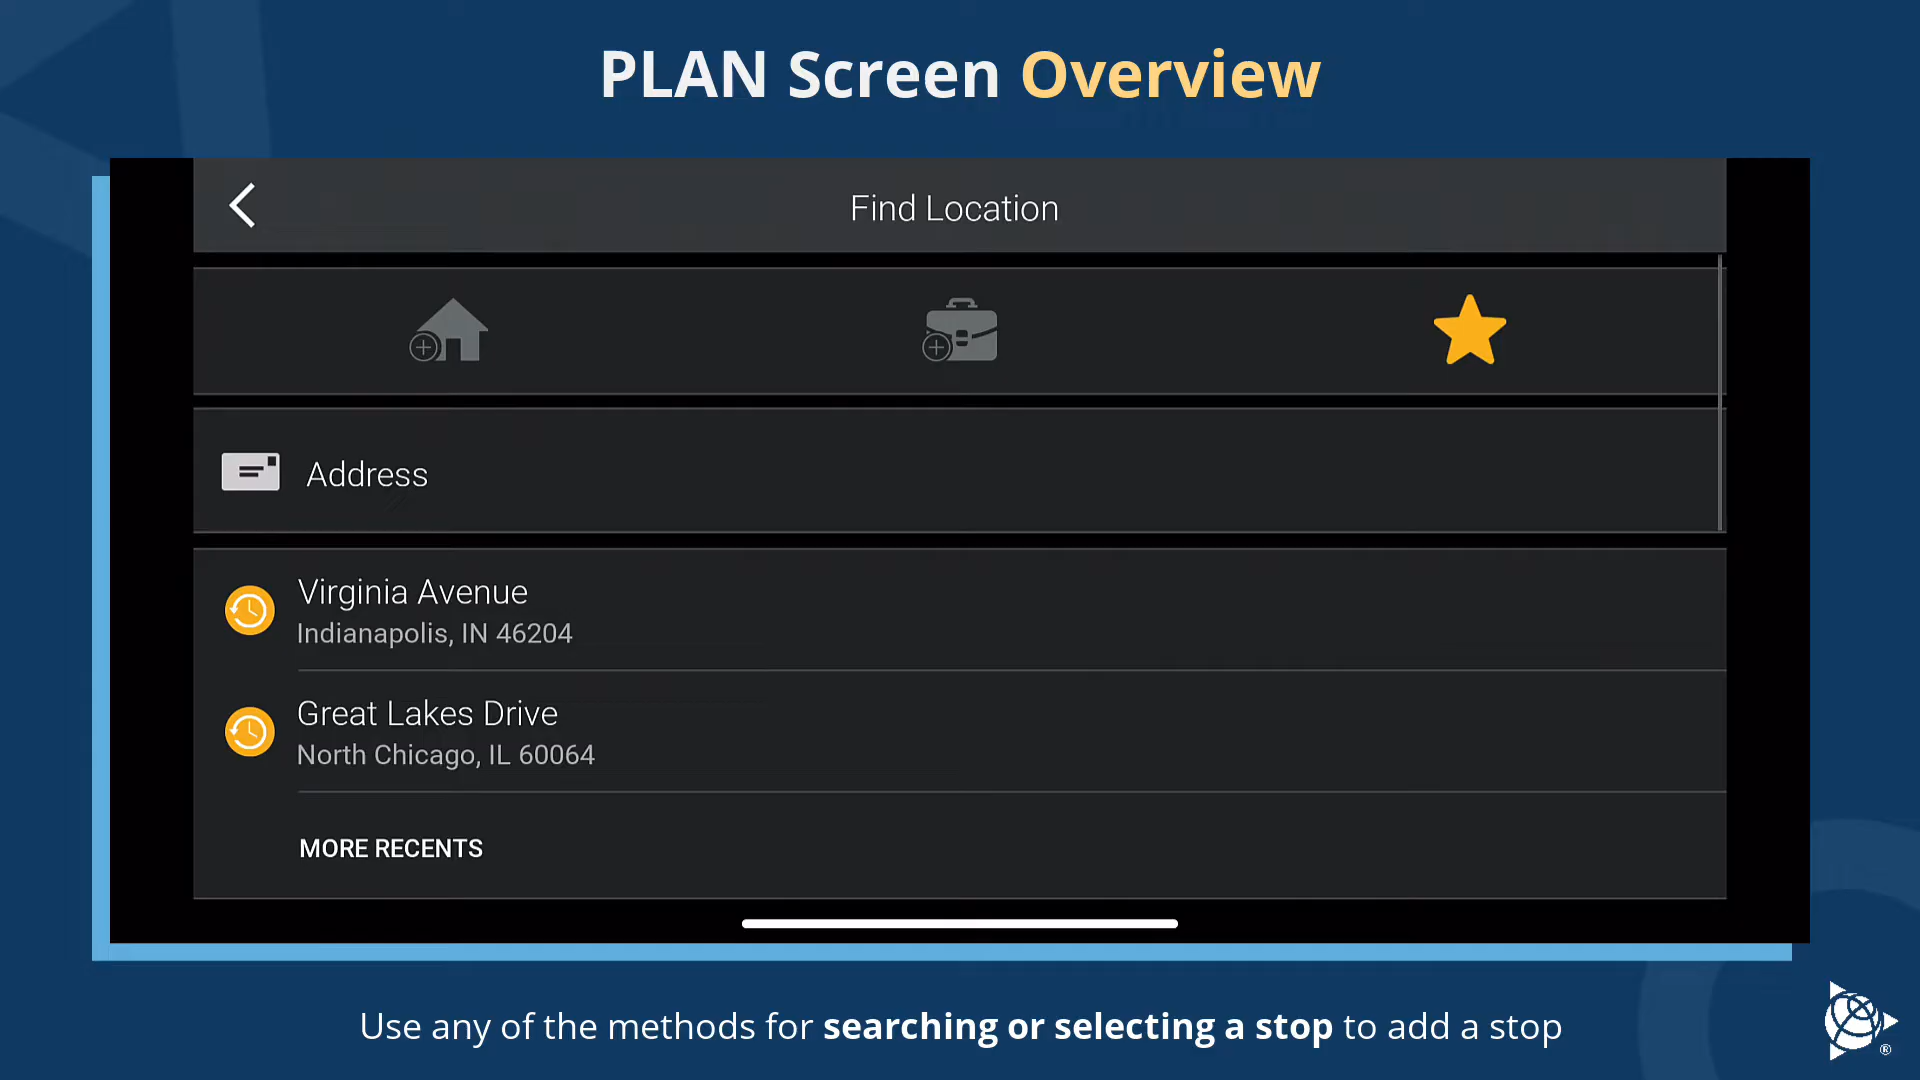 PLAN Screen Overview
Find Location
Address
Virginia Avenue
Indianapolis, IN 46204
Great Lakes Drive
North Chicago, IL 60064
MORE RECENTS
Use any of the methods for searching or selecting a stop to add a stop
®